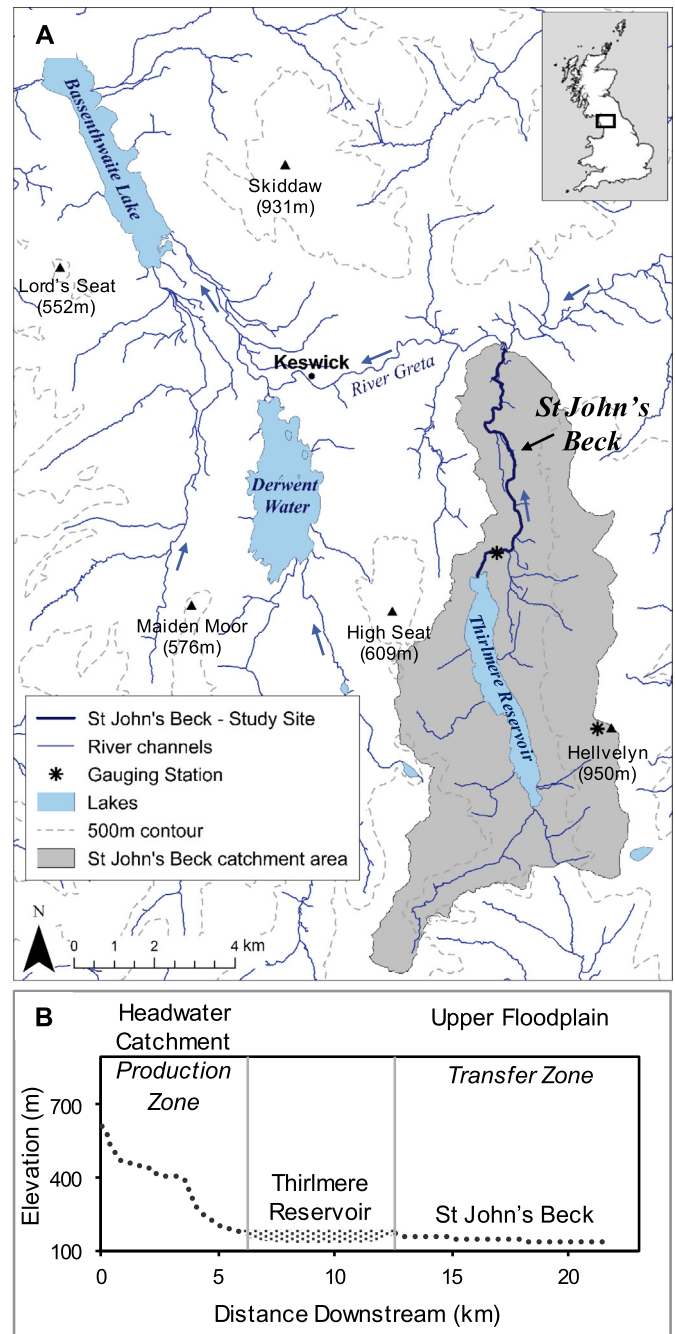 A
Bassenthwaite Lake
Skiddaw
(931m)
Lord's Seat
(552m)
Keswick
River Greta
St John's
Beck
Derwent
Water
Maiden Moor
(576m)
High Seat
(609m)
Thirlmere Reservoir
Hellvelyn
(950m)
St John's Beck - Study Site
River channels
Gauging Station
Lakes
500m contour
St John's Beck catchment area
N
0 1 2 4 km
B
Headwater
Catchment
Upper Floodplain
Production
Zone
Transfer Zone
Elevation (m)
700
400
100
Thirlmere
Reservoir
St John's Beck
0 5 10 15 20
Distance Downstream (km)